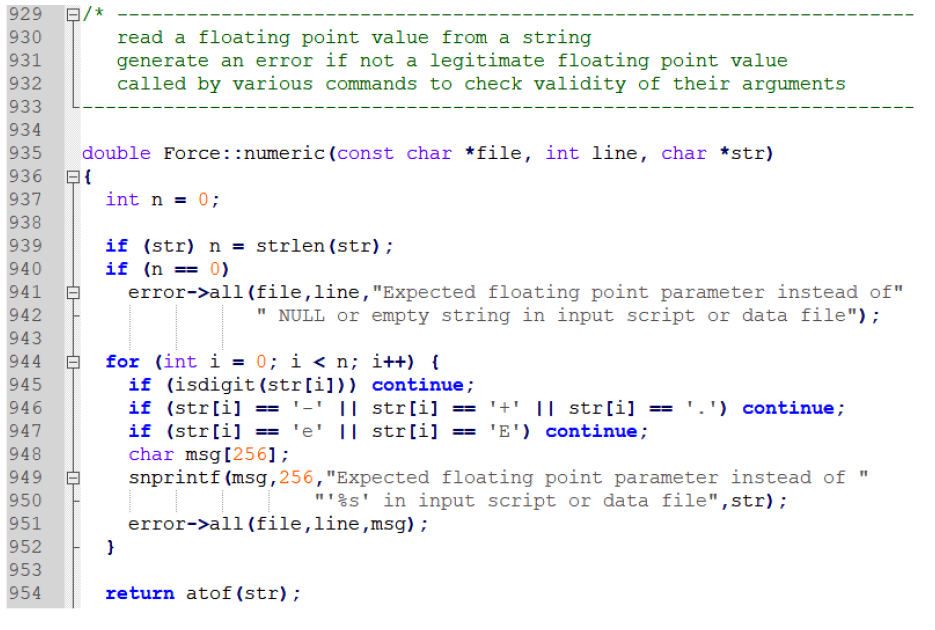 929 /* ---------------------------------------------------------------------
930 read a floating point value from a string
931 generate an error if not a legitimate floating point value
932 called by various commands to check validity of their arguments
933 ------------------------------------------------------------------------
934
935 double Force::numeric(const char *file, int line, char *str)
936 {
937 int n = 0;
938
939 if (str) n = strlen(str);
940 if (n == 0)
941 error->all(file,line,"Expected floating point parameter instead of"
942 " NULL or empty string in input script or data file");
943
944 for (int i = 0; i < n; i++) {
945 if (isdigit(str[i])) continue;
946 if (str[i] == '-' || str[i] == '+' || str[i] == '.') continue;
947 if (str[i] == 'e' || str[i] == 'E') continue;
948 char msg[256];
949 snprintf(msg,256,"Expected floating point parameter instead of "
950 "'%s' in input script or data file",str);
951 error->all(file,line,msg);
952 }
953
954 return atof(str);